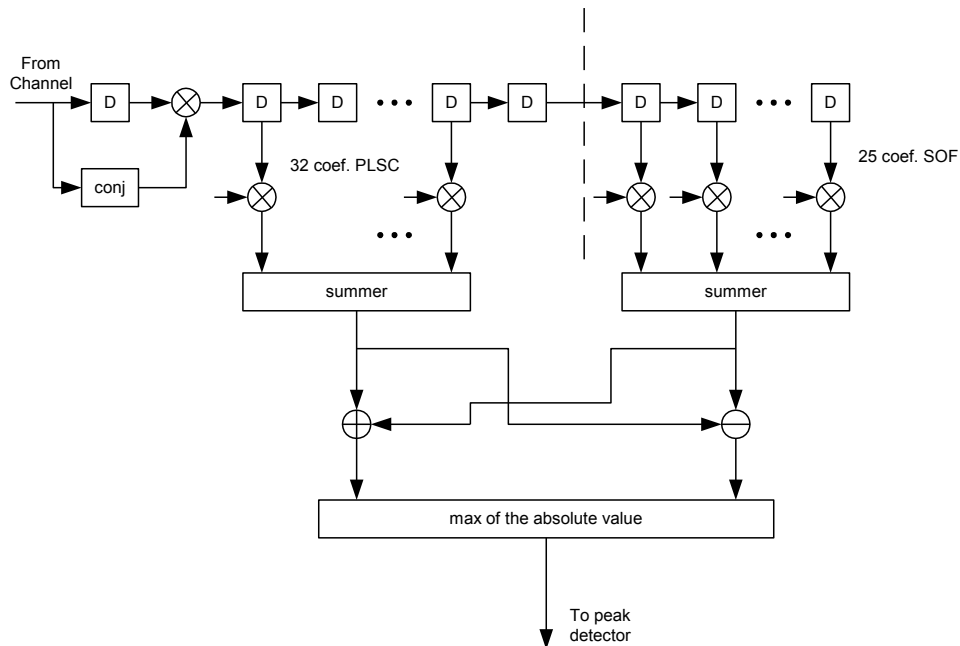 From
Channel
D
D
D
D
D
D
D
D
conj
32 coef. PLSC
25 coef. SOF
summer
summer
max of the absolute value
To peak
detector